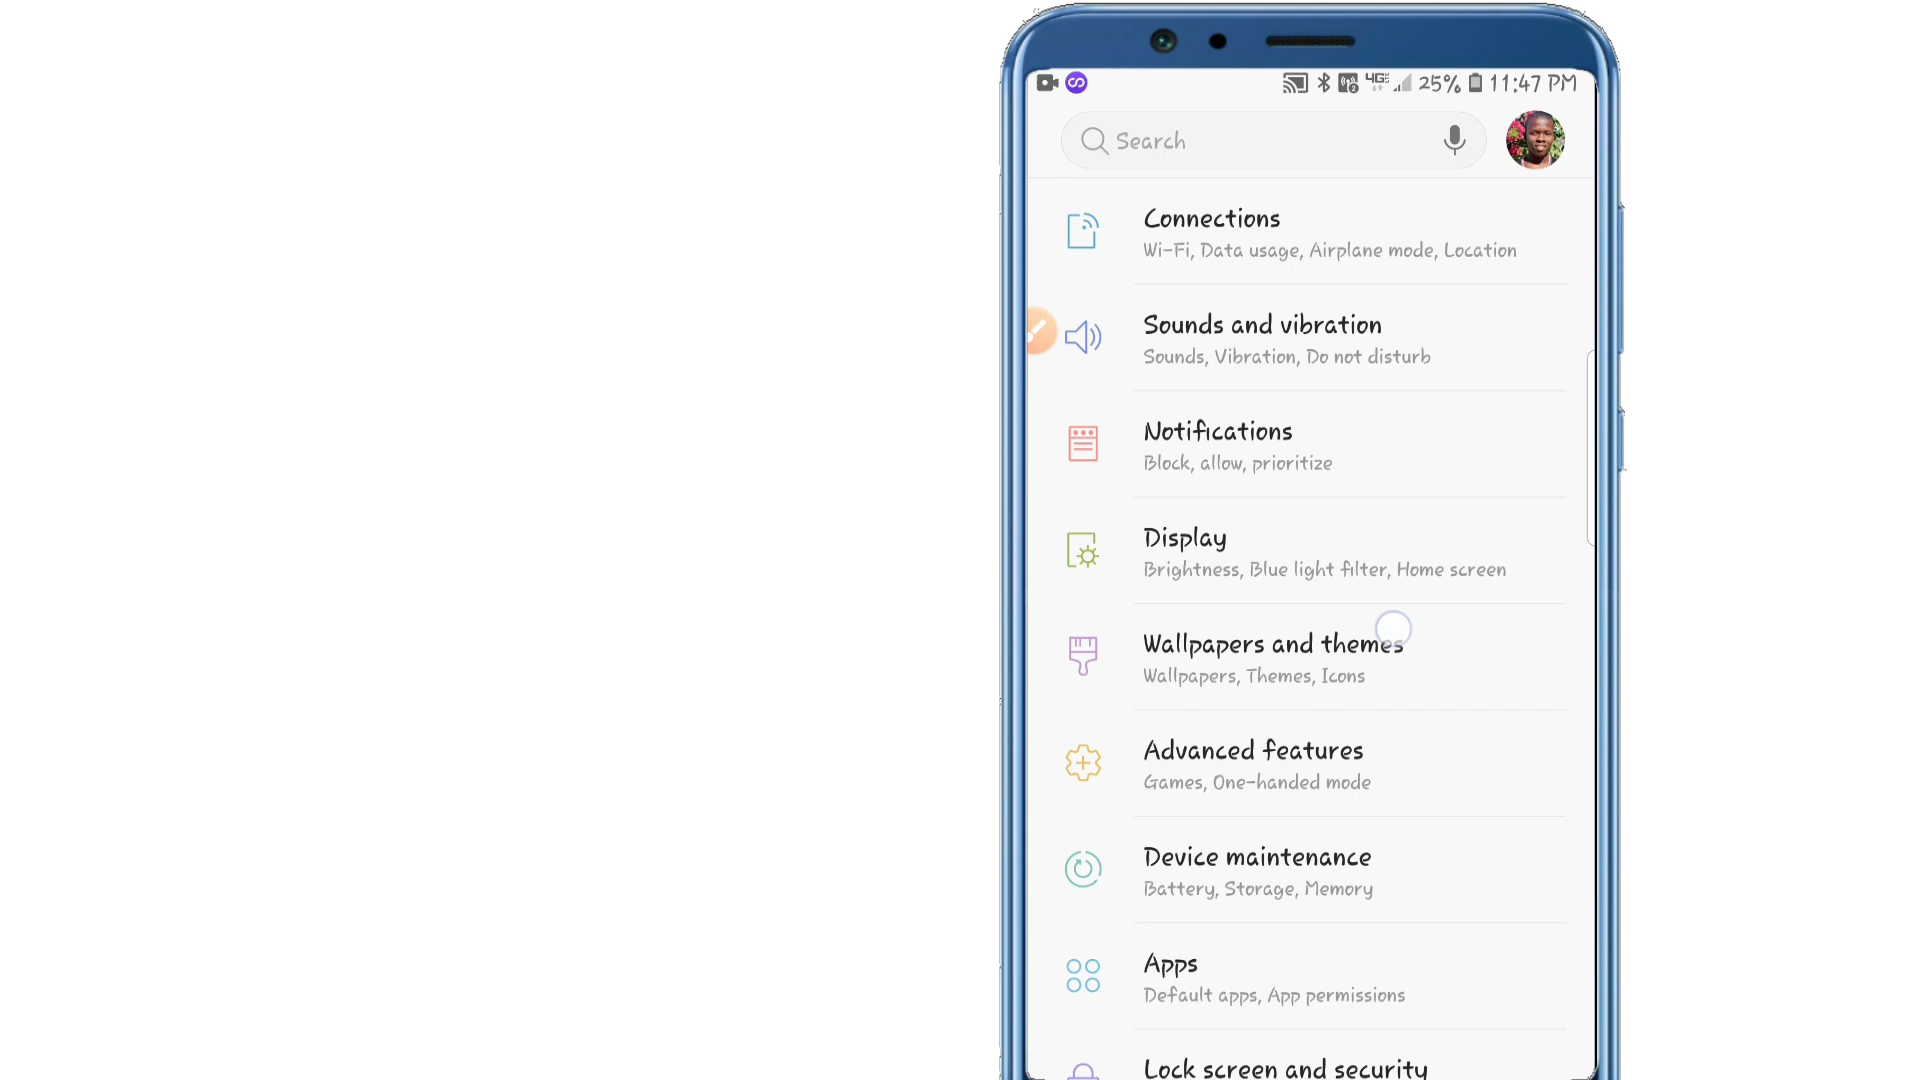 4GE 25% 11:47 PM
Search
Connections
Wi-Fi, Data usage, Airplane mode, Location
Sounds and vibration
Sounds, Vibration, Do not disturb
Notifications
Block, allow, prioritize
Display
Brightness, Blue light filter, Home screen
Wallpapers and themes
Wallpapers, Themes, Icons
Advanced features
Games, One-handed mode
Device maintenance
Battery, Storage, Memory
Apps
Default apps, App permissions
Lock screen and security